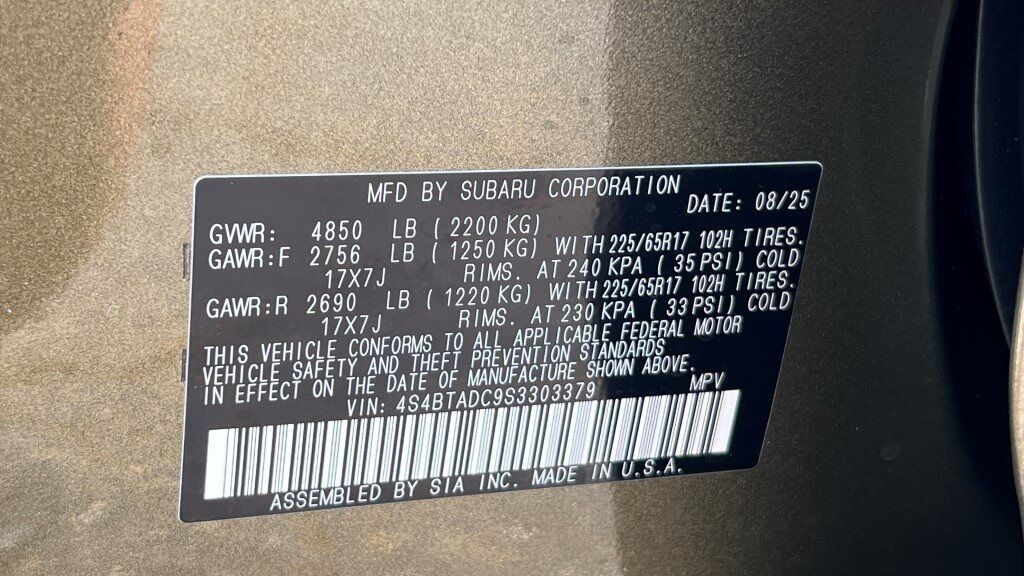 MFD BY SUBARU CORPORATION DATE: 08/25
GVWR: 4850 LB (2200 KG)
GAWR:F 2756 LB (1250 KG) WITH 225/65R17 102H TIRES.
17X7J RIMS. AT 240 KPA (35 PSI) COLD
GAWR:R 2690 LB (1220 KG) WITH 225/65R17 102H TIRES.
17X7J RIMS. AT 230 KPA (33 PSI) COLD
THIS VEHICLE CONFORMS TO ALL APPLICABLE FEDERAL MOTOR
VEHICLE SAFETY AND THEFT PREVENTION STANDARDS
IN EFFECT ON THE DATE OF MANUFACTURE SHOWN ABOVE.
VIN: 4S4BTADC9S3303379 MPV
ASSEMBLED BY SIA INC. MADE IN U.S.A.